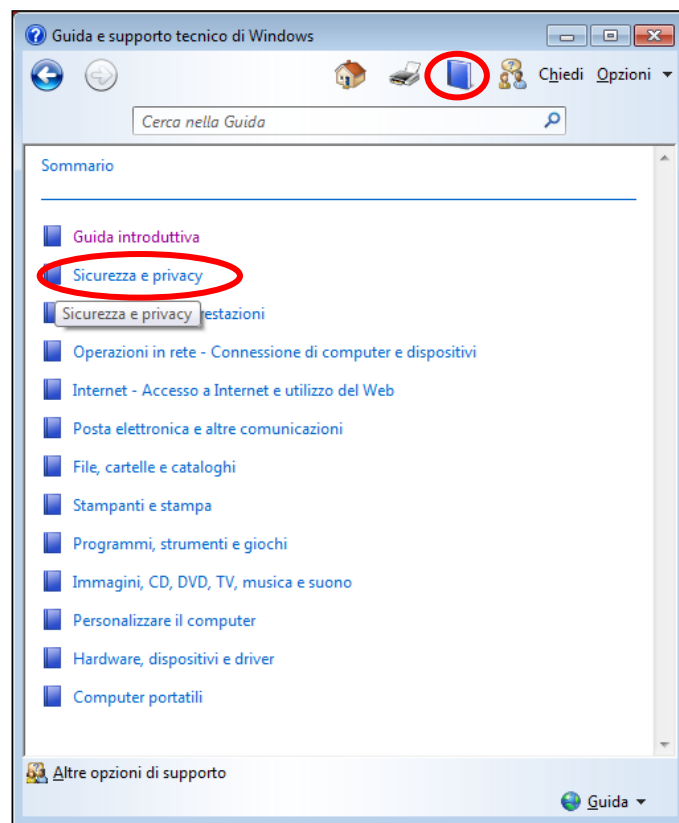 Guida e supporto tecnico di Windows
Chiedi Opzioni
Cerca nella Guida
Sommario
Guida introduttiva
Sicurezza e privacy
Sicurezza e privacy restazioni
Operazioni in rete - Connessione di computer e dispositivi
Internet - Accesso a Internet e utilizzo del Web
Posta elettronica e altre comunicazioni
File, cartelle e cataloghi
Stampanti e stampa
Programmi, strumenti e giochi
Immagini, CD, DVD, TV, musica e suono
Personalizzare il computer
Hardware, dispositivi e driver
Computer portatili
Altre opzioni di supporto
Guida